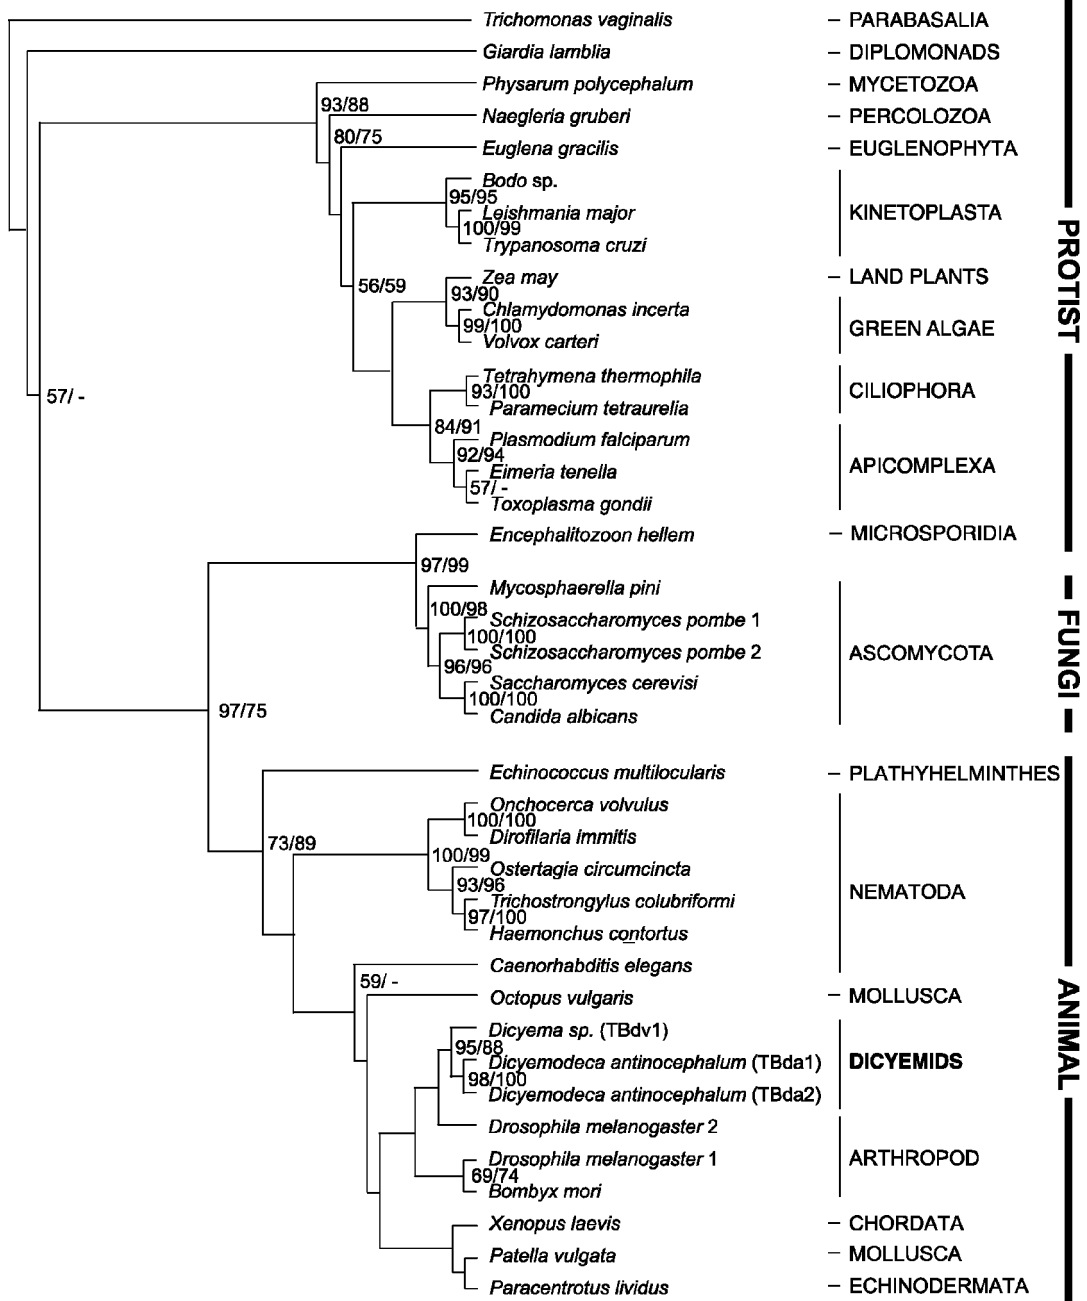 Trichomonas vaginalis – PARABASALIA
Giardia lamblia – DIPLOMONADS
Physarum polycephalum – MYCETOZOA
93/88
Naegleria gruberi – PERCOLOZOA
80/75
Euglena gracilis – EUGLENOPHYTA
Bodo sp.
95/95
Leishmania major KINETOPLASTA
100/99
Trypanosoma cruzi
PROTIST
Zea may – LAND PLANTS
56/59
93/90
Chlamydomonas incerta
99/100 GREEN ALGAE
Volvox carteri
Tetrahymena thermophila
93/100 CILIOPHORA
57/ -
Paramecium tetraurelia
84/91
Plasmodium falciparum
92/94
Eimeria tenella APICOMPLEXA
57/ -
Toxoplasma gondii
Encephalitozoon hellem – MICROSPORIDIA
97/99
Mycosphaerella pini
100/98
Schizosaccharomyces pombe 1
100/100
Schizosaccharomyces pombe 2 ASCOMYCOTA
FUNGI
96/96
Saccharomyces cerevisi
100/100
97/75
Candida albicans
Echinococcus multilocularis – PLATHYHELMINTHES
Onchocerca volvulus
100/100
Dirofilaria immitis
73/89
100/99
Ostertagia circumcincta
93/96 NEMATODA
Trichostrongylus colubriformi
97/100
Haemonchus contortus
Caenorhabditis elegans
59/ -
Octopus vulgaris – MOLLUSCA
ANIMAL
Dicyema sp. (TBdv1)
95/88
Dicyemodeca antinocephalum (TBda1) DICYEMIDS
98/100
Dicyemodeca antinocephalum (TBda2)
Drosophila melanogaster 2
Drosophila melanogaster 1 ARTHROPOD
69/74
Bombyx mori
Xenopus laevis – CHORDATA
Patella vulgata – MOLLUSCA
Paracentrotus lividus – ECHINODERMATA